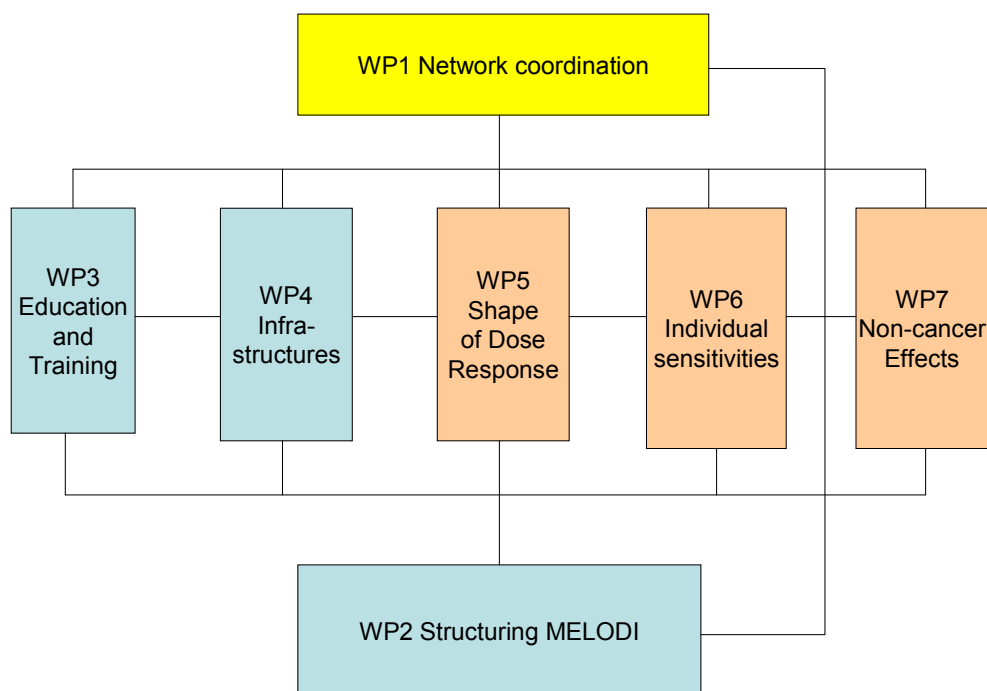 WP1 Network coordination
WP3
Education
and
Training
WP4
Infra-
structures
WP5
Shape
of Dose
Response
WP6
Individual
sensitivities
WP7
Non-cancer
Effects
WP2 Structuring MELODI